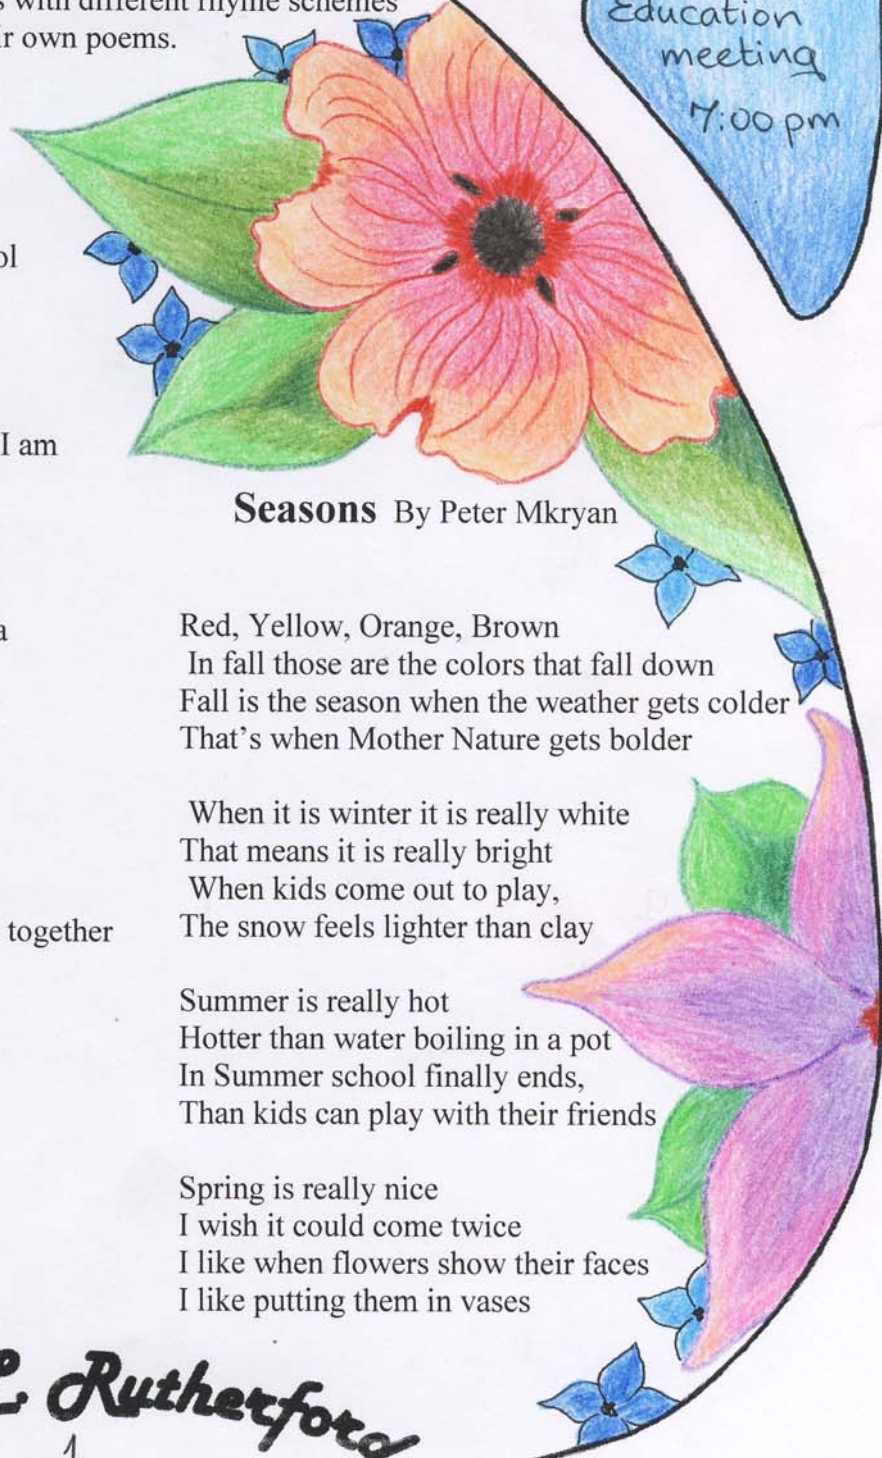 with different rhyme schemes
own poems.
Education
meeting
7:00 pm
I am
a
together
Seasons By Peter Mkryan
Red, Yellow, Orange, Brown
In fall those are the colors that fall down
Fall is the season when the weather gets colder
That's when Mother Nature gets bolder
When it is winter it is really white
That means it is really bright
When kids come out to play,
The snow feels lighter than clay
Summer is really hot
Hotter than water boiling in a pot
In Summer school finally ends,
Than kids can play with their friends
Spring is really nice
I wish it could come twice
I like when flowers show their faces
I like putting them in vases
Rutherford